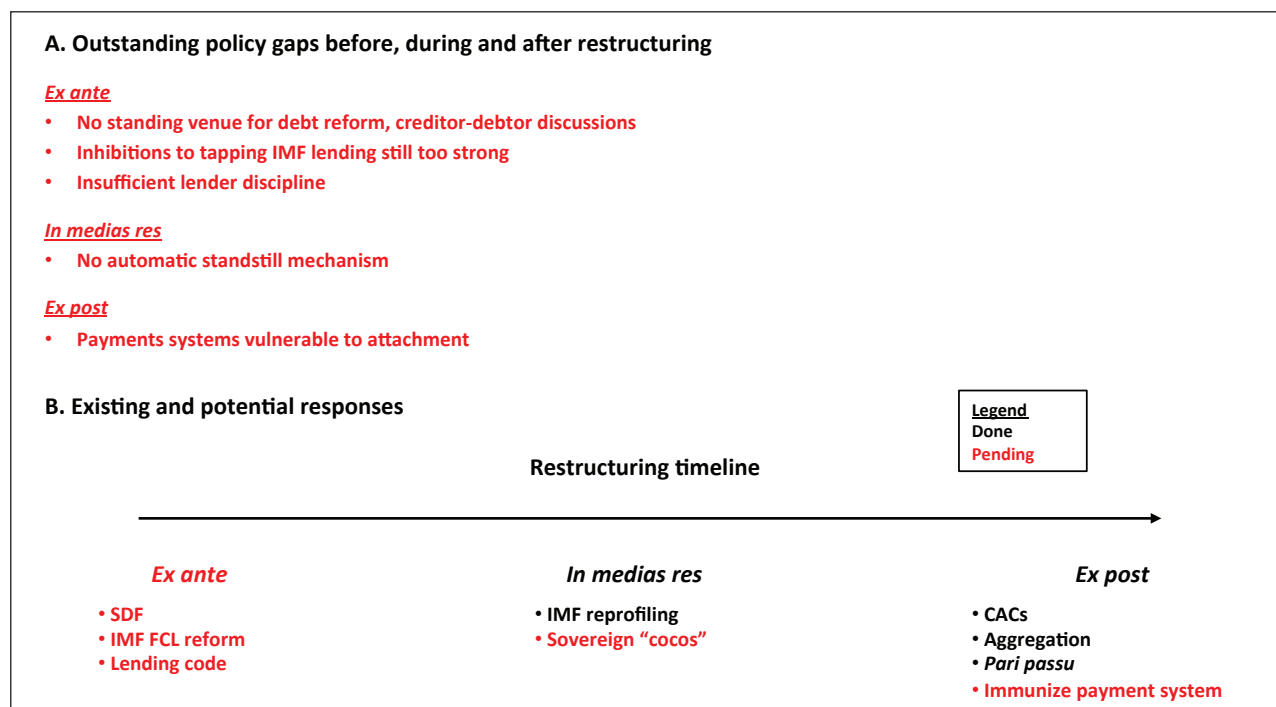 A. Outstanding policy gaps before, during and after restructuring
Ex ante
• No standing venue for debt reform, creditor-debtor discussions
• Inhibitions to tapping IMF lending still too strong
• Insufficient lender discipline
In medias res
• No automatic standstill mechanism
Ex post
• Payments systems vulnerable to attachment
B. Existing and potential responses
Legend
Done
Pending
Restructuring timeline
Ex ante
• SDF
• IMF FCL reform
• Lending code
In medias res
• IMF reprofiling
• Sovereign “cocos”
Ex post
• CACs
• Aggregation
• Pari passu
• Immunize payment system